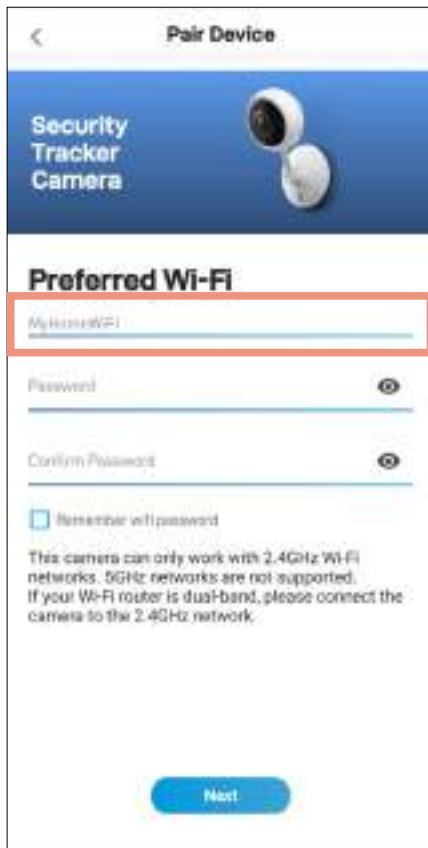 Pair Device
Security
Tracker
Camera
Preferred Wi-Fi
MyHomeWiFi
Password
Confirm Password
Remember wifi password
This camera can only work with 2.4GHz Wi-Fi
networks. 5GHz networks are not supported.
If your Wi-Fi router is dual-band, please connect the
camera to the 2.4GHz network.
Next